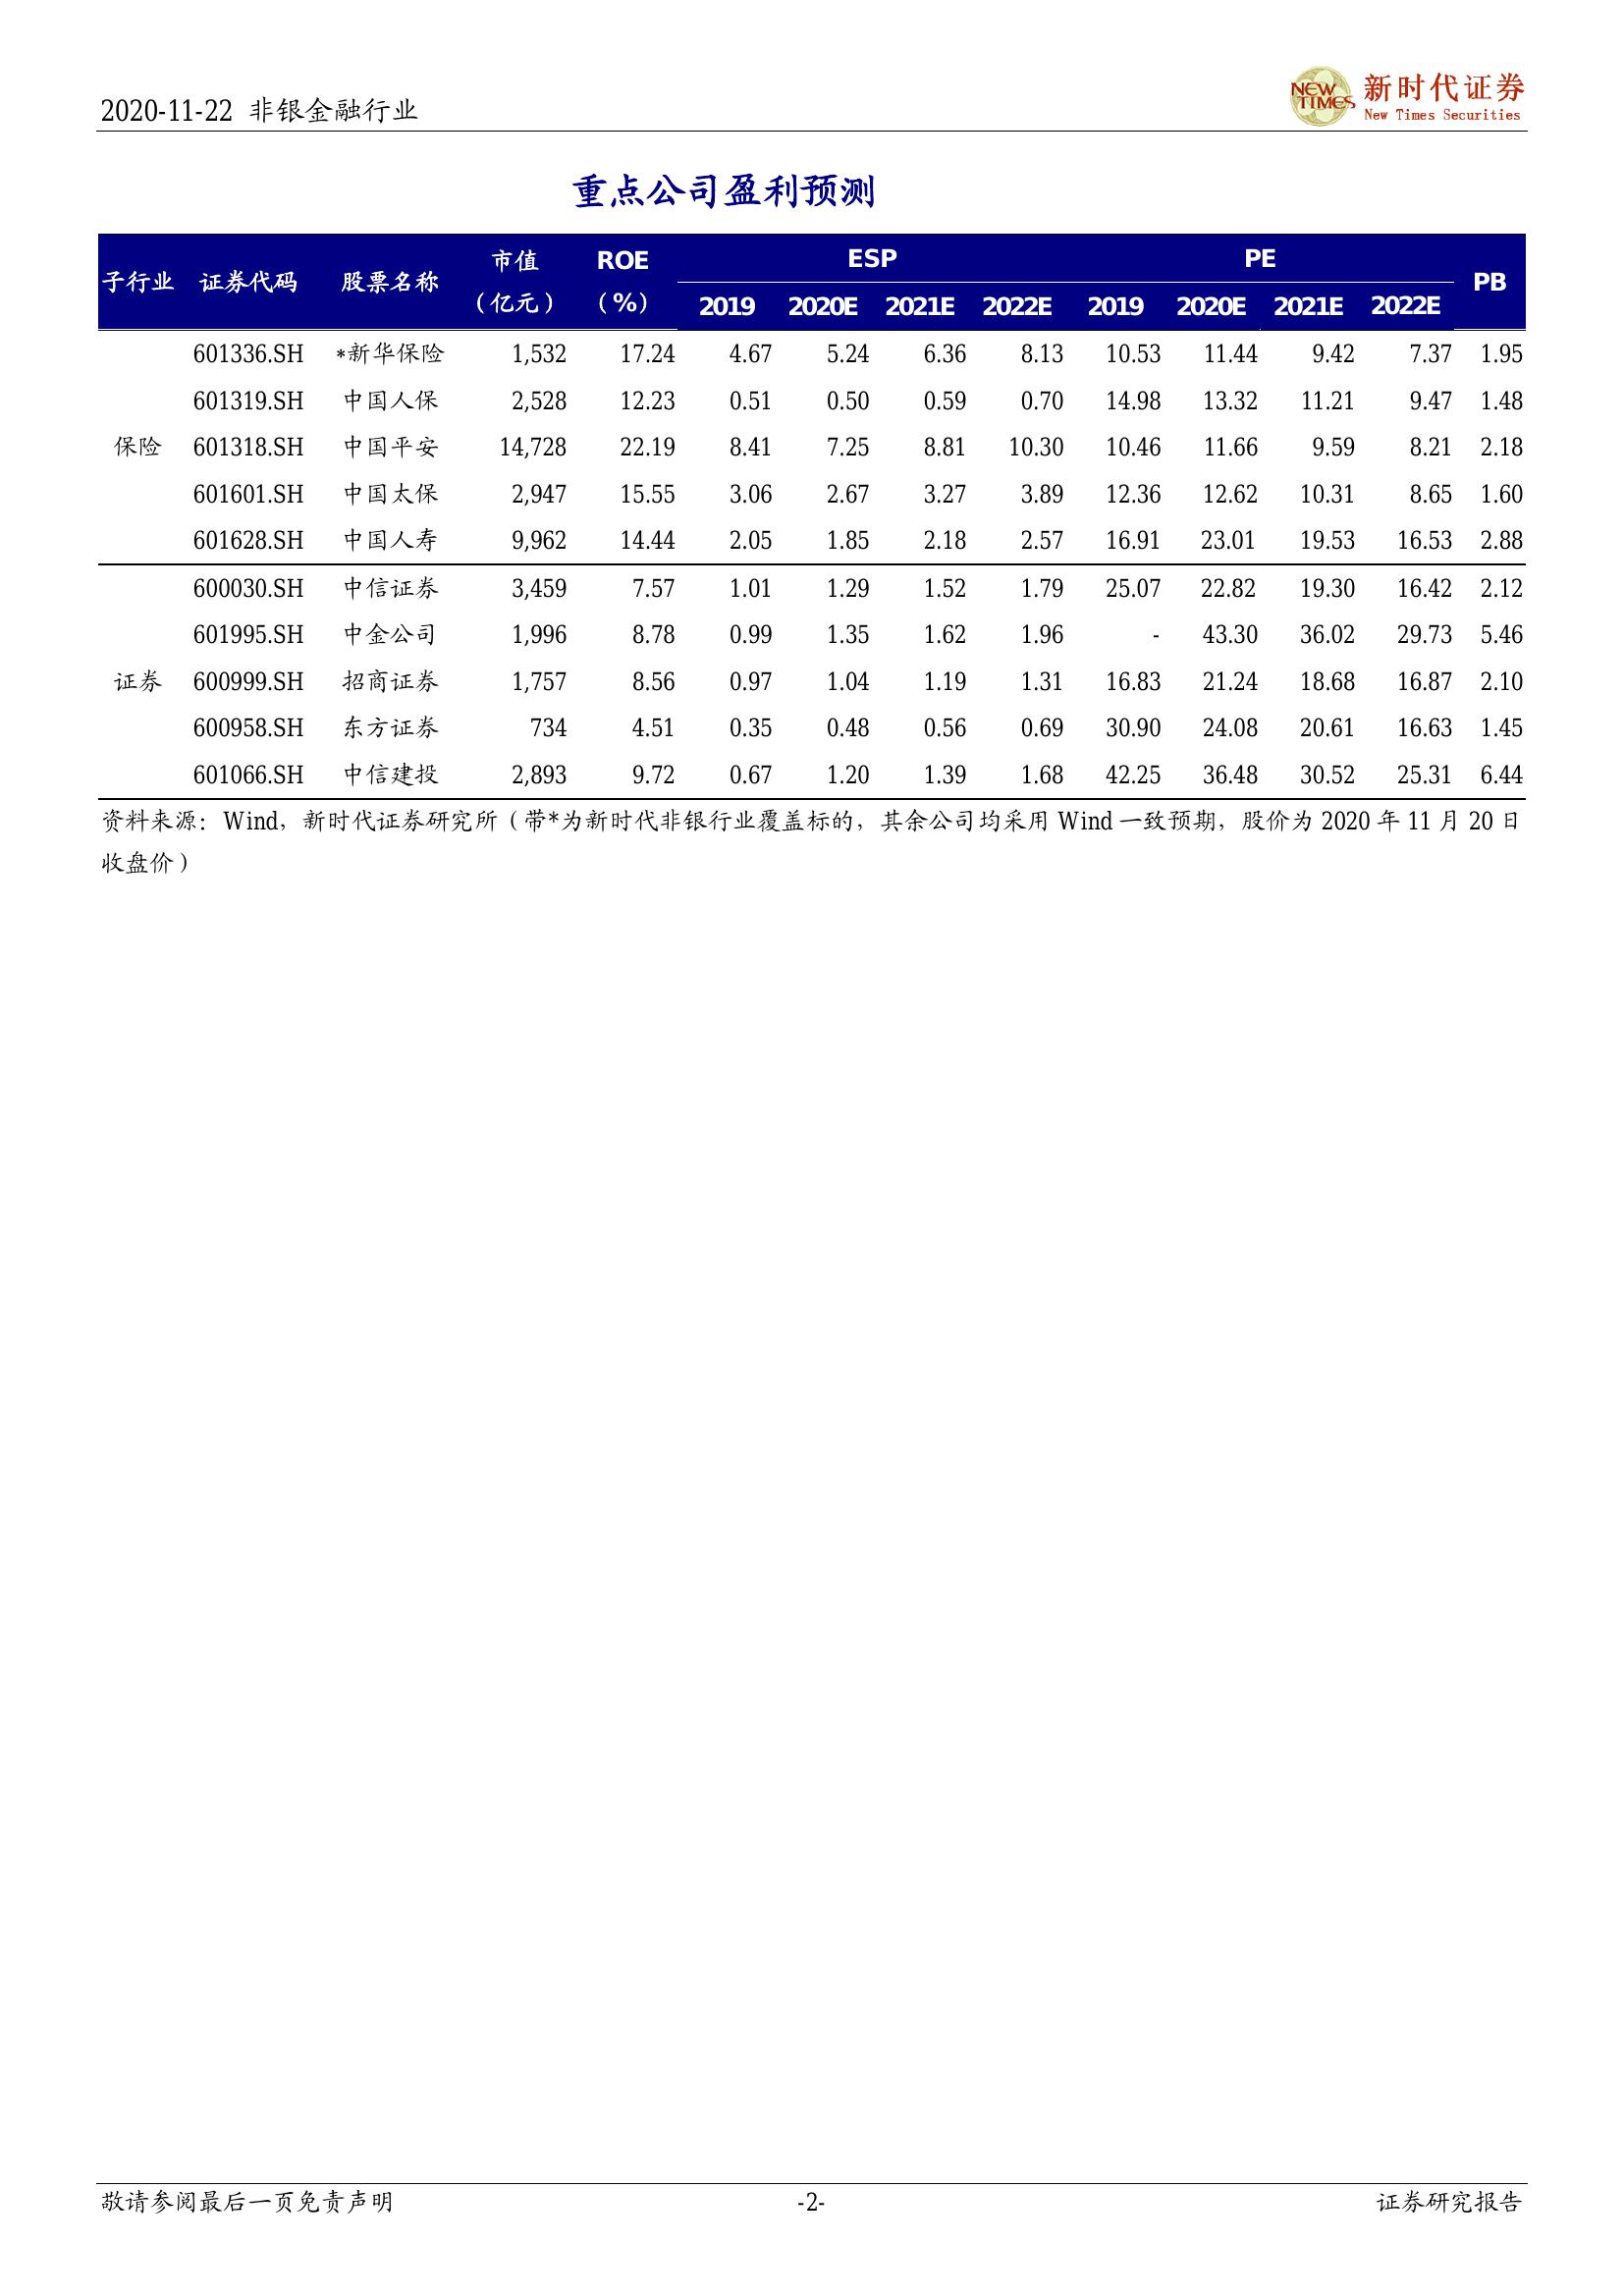 2020-11-22 非银金融行业
NEW TIMES 新时代证券
New Times Securities
重点公司盈利预测
子行业 证券代码 股票名称 市值（亿元） ROE（%） ESP PE PB
2019 2020E 2021E 2022E 2019 2020E 2021E 2022E
601336.SH *新华保险 1,532 17.24 4.67 5.24 6.36 8.13 10.53 11.44 9.42 7.37 1.95
601319.SH 中国人保 2,528 12.23 0.51 0.50 0.59 0.70 14.98 13.32 11.21 9.47 1.48
保险 601318.SH 中国平安 14,728 22.19 8.41 7.25 8.81 10.30 10.46 11.66 9.59 8.21 2.18
601601.SH 中国太保 2,947 15.55 3.06 2.67 3.27 3.89 12.36 12.62 10.31 8.65 1.60
601628.SH 中国人寿 9,962 14.44 2.05 1.85 2.18 2.57 16.91 23.01 19.53 16.53 2.88
600030.SH 中信证券 3,459 7.57 1.01 1.29 1.52 1.79 25.07 22.82 19.30 16.42 2.12
601995.SH 中金公司 1,996 8.78 0.99 1.35 1.62 1.96 - 43.30 36.02 29.73 5.46
证券 600999.SH 招商证券 1,757 8.56 0.97 1.04 1.19 1.31 16.83 21.24 18.68 16.87 2.10
600958.SH 东方证券 734 4.51 0.35 0.48 0.56 0.69 30.90 24.08 20.61 16.63 1.45
601066.SH 中信建投 2,893 9.72 0.67 1.20 1.39 1.68 42.25 36.48 30.52 25.31 6.44
资料来源：Wind，新时代证券研究所（带*为新时代非银行业覆盖标的，其余公司均采用 Wind 一致预期，股价为 2020 年 11 月 20 日
收盘价）
敬请参阅最后一页免责声明 -2- 证券研究报告